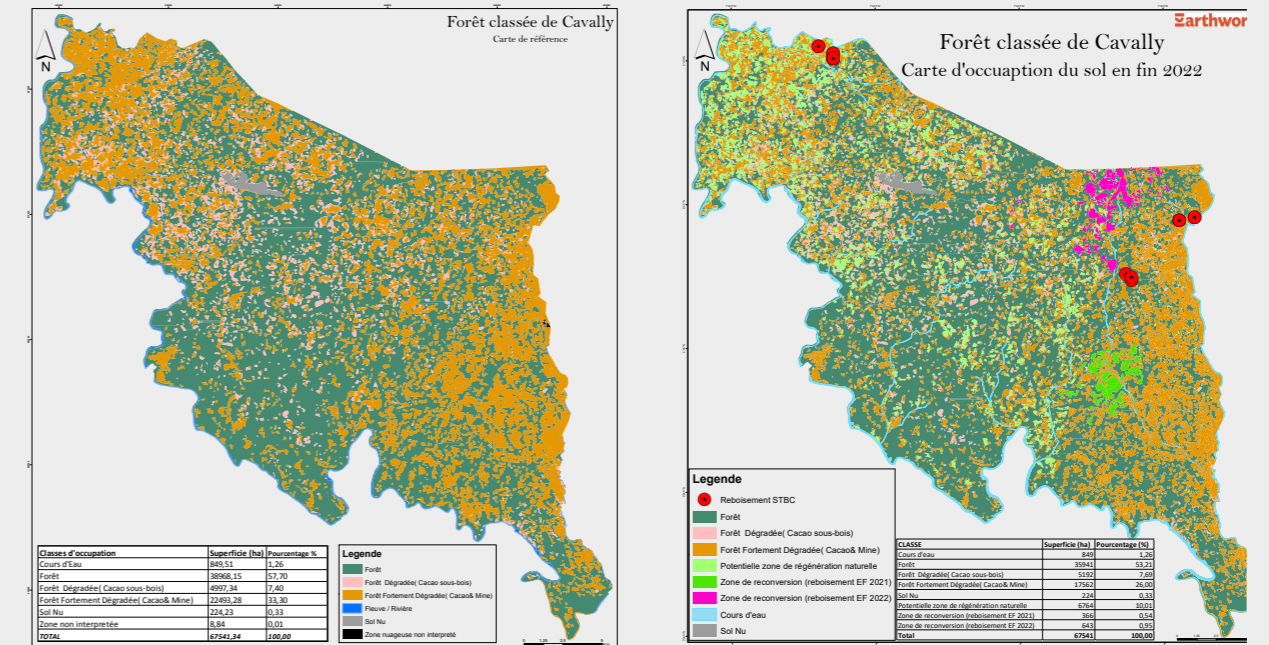 Forêt classée de Cavally
Carte de référence
N
Classes d'occupation Superficie (ha) Pourcentage %
Cours d'Eau 849,51 1,26
Forêt 38968,15 57,70
Forêt Dégradée( Cacao sous-bois) 4997,34 7,40
Forêt Fortement Dégradée( Cacao& Mine) 22493,28 33,30
Sol Nu 224,23 0,33
Zone non interpretée 8,84 0,01
TOTAL 67541,34 100,00
Legende
Forêt
Forêt Dégradée( Cacao sous-bois)
Forêt Fortement Dégradée( Cacao& Mine)
Fleuve / Rivière
Sol Nu
Zone nuageuse non interpreté
Earthwor
Forêt classée de Cavally
Carte d'occuaption du sol en fin 2022
N
Legende
Reboisement STBC
Forêt
Forêt Dégradée( Cacao sous-bois)
Forêt Fortement Dégradée( Cacao& Mine)
Potentielle zone de régénération naturelle
Zone de reconversion (reboisement EF 2021)
Zone de reconversion (reboisement EF 2022)
Cours d'eau
Sol Nu
CLASSE Superficie (ha) Pourcentage (%)
Cours d'eau 849 1,26
Forêt 35941 53,21
Forêt Dégradée( Cacao sous-bois) 5192 7,69
Forêt Fortement Dégradée( Cacao& Mine) 17562 26,00
Sol Nu 224 0,33
Potentielle zone de régénération naturelle 6764 10,01
Zone de reconversion (reboisement EF 2021) 366 0,54
Zone de reconversion (reboisement EF 2022) 643 0,95
Total 67541 100,00